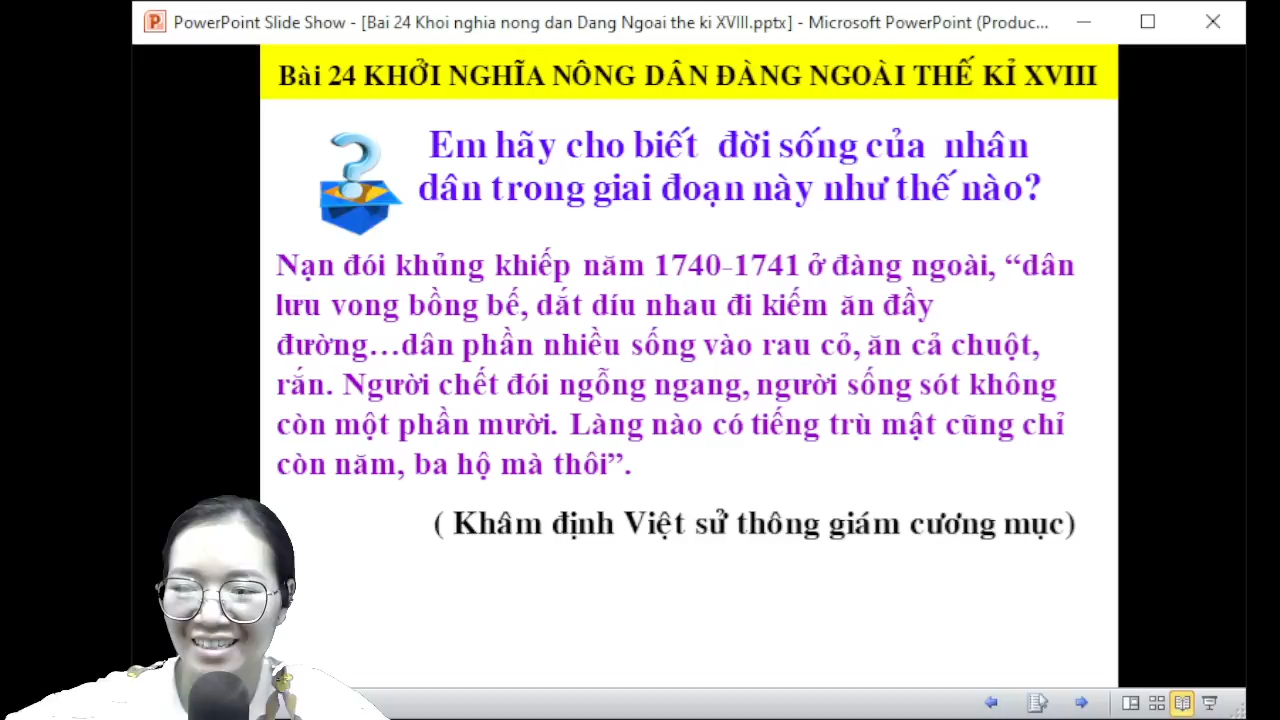 PowerPoint Slide Show - [Bai 24 Khoi nghia nong dan Dang Ngoai the ki XVIII.pptx] - Microsoft PowerPoint (Produc...
Bài 24 KHỞI NGHĨA NÔNG DÂN ĐÀNG NGOÀI THẾ KỈ XVIII
Em hãy cho biết đời sống của nhân
dân trong giai đoạn này như thế nào?
Nạn đói khủng khiếp năm 1740-1741 ở đàng ngoài, “dân
lưu vong bồng bế, dắt díu nhau đi kiếm ăn đầy
đường...dân phần nhiều sống vào rau cỏ, ăn cả chuột,
rắn. Người chết đói ngỗng ngang, người sống sót không
còn một phần mười. Làng nào có tiếng trù mật cũng chỉ
còn năm, ba hộ mà thôi”.
( Khâm định Việt sử thông giám cương mục)